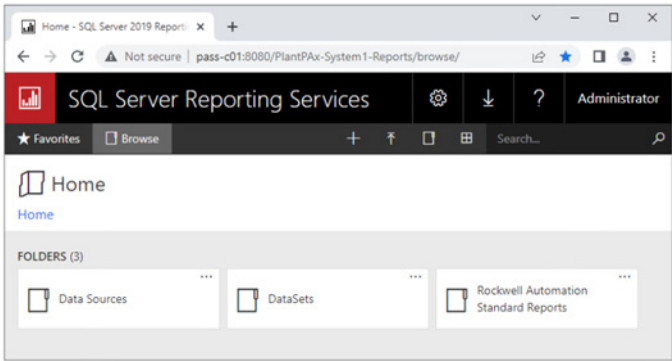 Home - SQL Server 2019 Reporti
Not secure | pass-c01:8080/PlantPAx-System1-Reports/browse/
SQL Server Reporting Services
Administrator
Favorites
Browse
Search...
Home
Home
FOLDERS (3)
Data Sources
DataSets
Rockwell Automation
Standard Reports